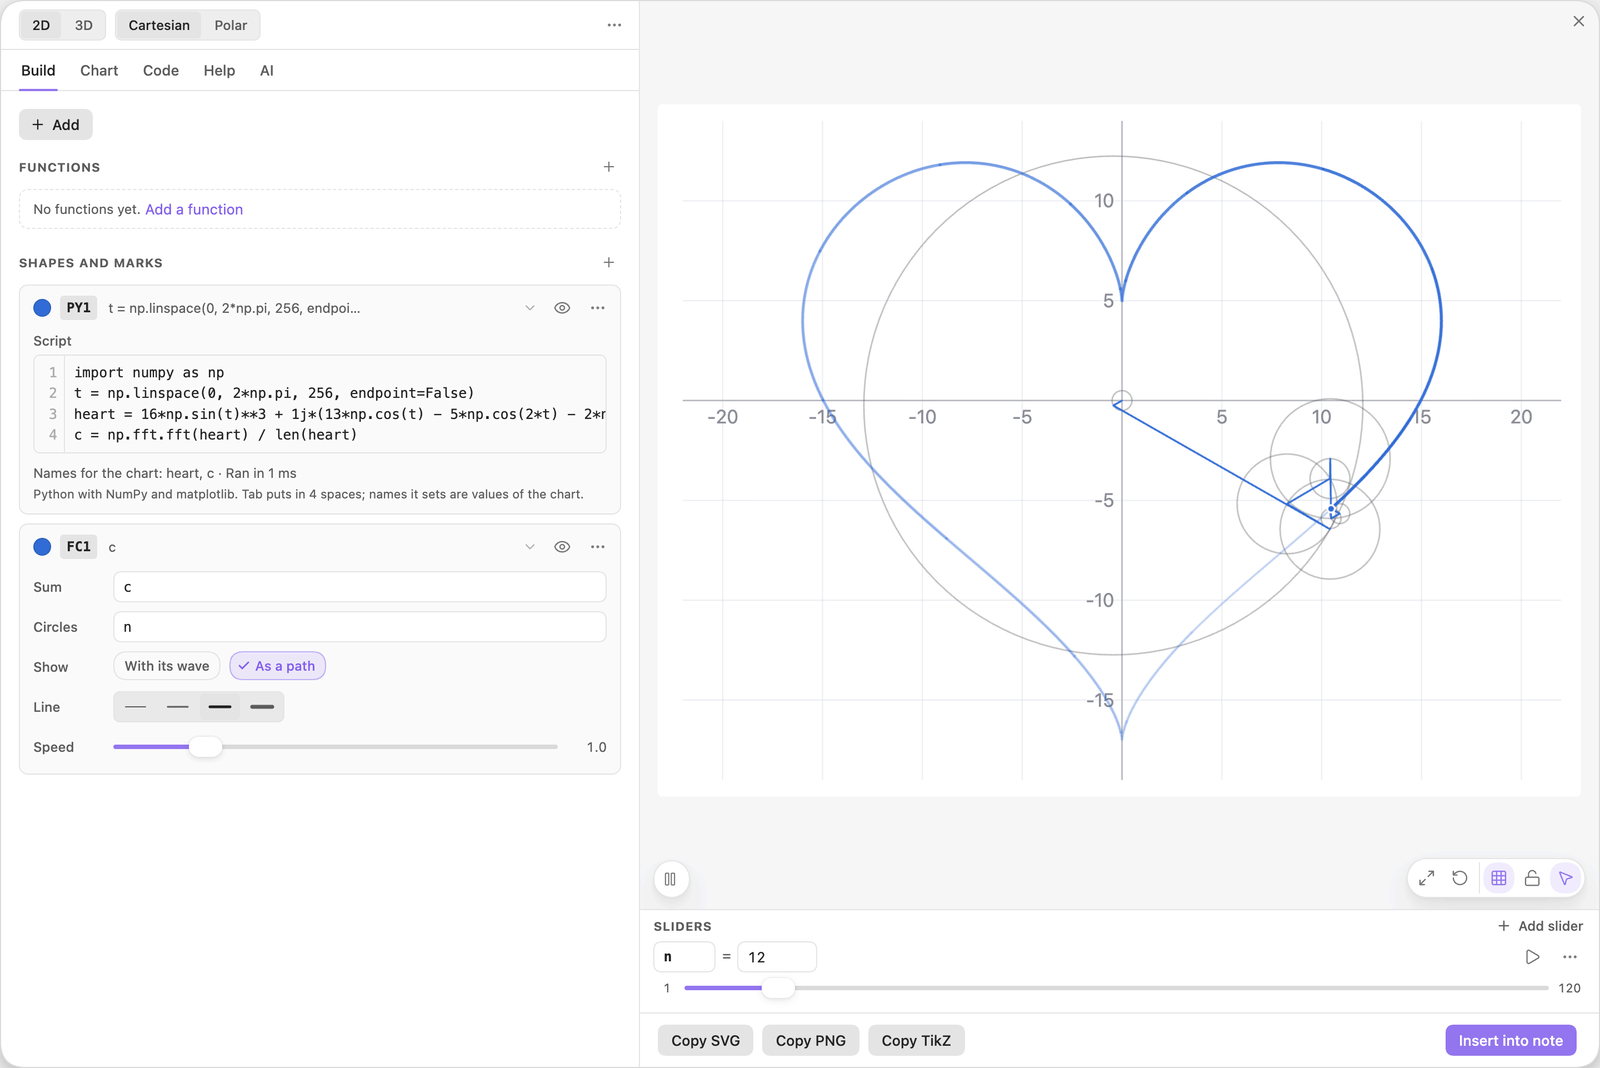 2D 3D Cartesian Polar
Build Chart Code Help AI
Add
FUNCTIONS
No functions yet. Add a function
SHAPES AND MARKS
PY1 t = np.linspace(0, 2*np.pi, 256, endpoi...
Script
1 import numpy as np
2 t = np.linspace(0, 2*np.pi, 256, endpoint=False)
3 heart = 16*np.sin(t)**3 + 1j*(13*np.cos(t) − 5*np.cos(2*t) − 2*
4 c = np.fft.fft(heart) / len(heart)
Names for the chart: heart, c · Ran in 1 ms
Python with NumPy and matplotlib. Tab puts in 4 spaces; names it sets are values of the chart.
FC1 c
Sum c
Circles n
Show With its wave As a path
Line
Speed 1.0
10
5
-20 -15 -10 -5 5 10 15 20
-5
-10
-15
SLIDERS Add slider
n = 12
1 120
Copy SVG Copy PNG Copy TikZ Insert into note